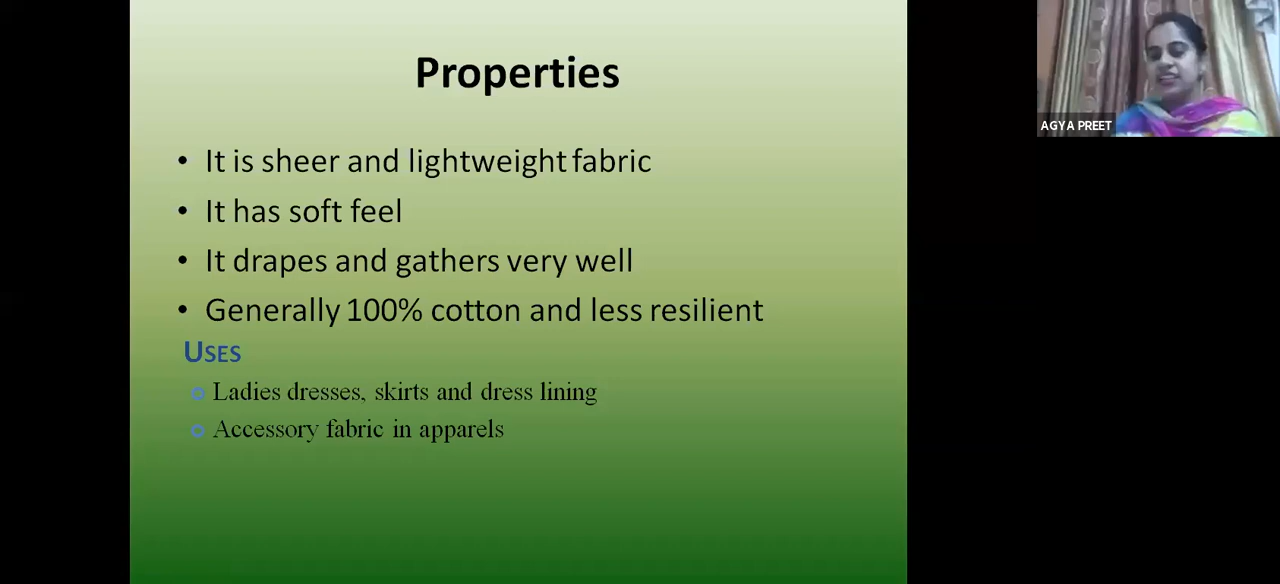 Properties
• It is sheer and lightweight fabric
• It has soft feel
• It drapes and gathers very well
• Generally 100% cotton and less resilient
USES
Ladies dresses, skirts and dress lining
Accessory fabric in apparels
AGYA PREET